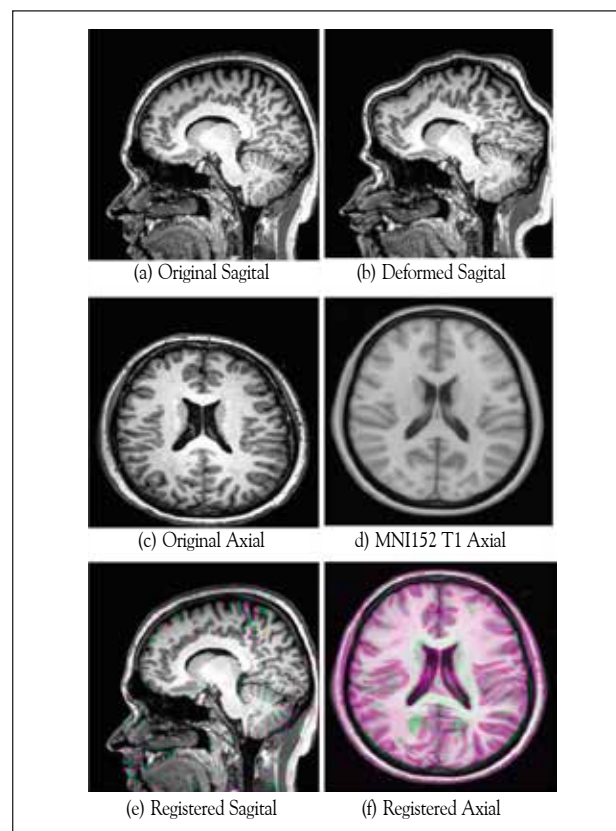 (a) Original Sagital (b) Deformed Sagital
(c) Original Axial d) MNI152 T1 Axial
(e) Registered Sagital (f) Registered Axial